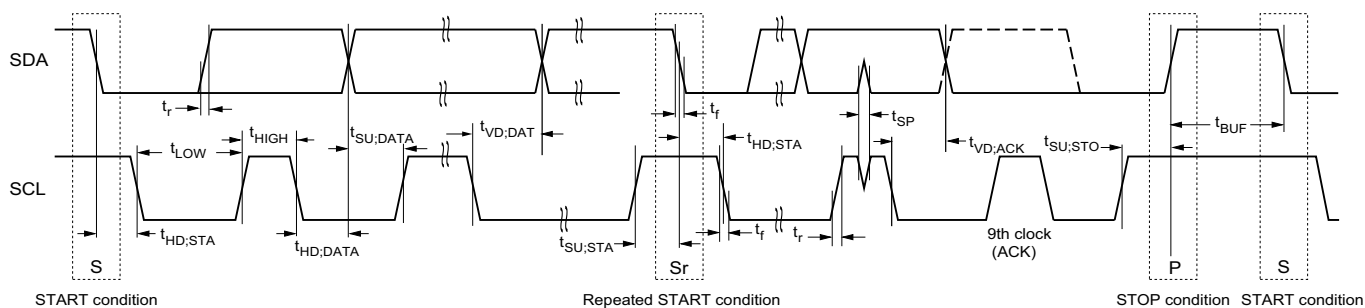 SDA
t_r
t_f
t_SP
t_BUF
t_LOW
t_HIGH
t_SU;DATA
t_VD;DAT
t_HD;STA
t_VD;ACK
t_SU;STO
SCL
t_HD;STA
t_HD;DATA
t_SU;STA
t_f
t_r
9th clock
(ACK)
S
Sr
P
S
START condition
Repeated START condition
STOP condition
START condition